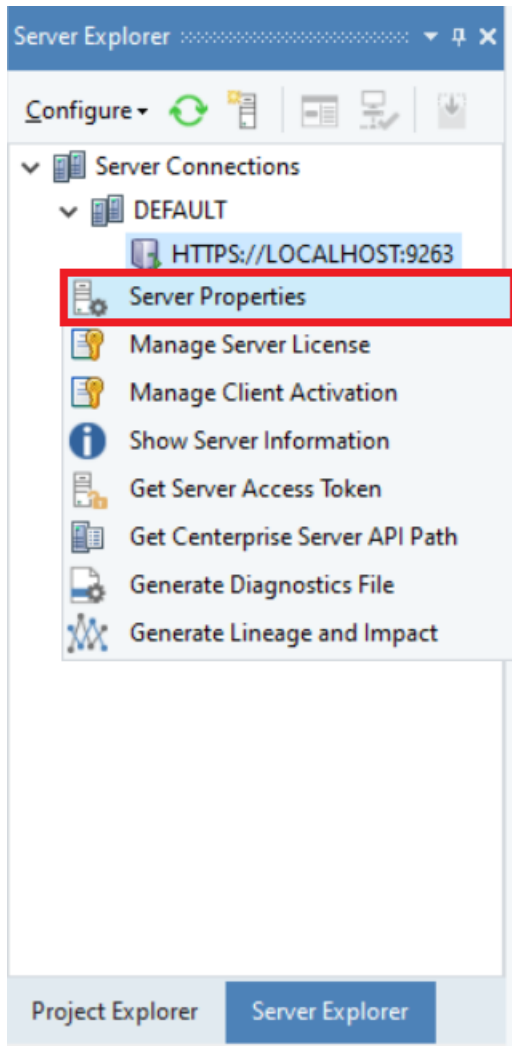 Server Explorer
Configure
Server Connections
DEFAULT
HTTPS://LOCALHOST:9263
Server Properties
Manage Server License
Manage Client Activation
Show Server Information
Get Server Access Token
Get Centerprise Server API Path
Generate Diagnostics File
Generate Lineage and Impact
Project Explorer Server Explorer